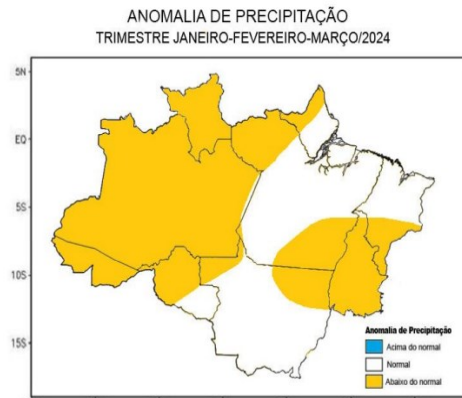 ANOMALIA DE PRECIPITAÇÃO
TRIMESTRE JANEIRO-FEVEREIRO-MARÇO/2024
5N
EQ
5S
10S
15S
Anomalia de Precipitação
Acima do normal
Normal
Abaixo do normal